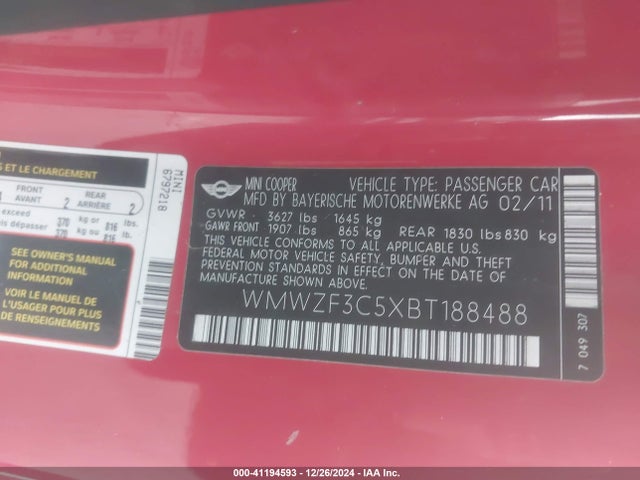 S ET LE CHARGEMENT
FRONT AVANT 2 REAR ARRIÈRE 2
exceed 370 kg or 816 lbs.
is dépasser 370 kg ou 816 lb.
SEE OWNER'S MANUAL
FOR ADDITIONAL
INFORMATION
VOIR LE MANUEL DE
L'USAGER POUR PLUS
DE RENSEIGNEMENTS
MINI
6797218
MINI COOPER VEHICLE TYPE: PASSENGER CAR
MFD BY BAYERISCHE MOTORENWERKE AG 02/11
GVWR 3627 lbs 1645 kg
GAWR FRONT 1907 lbs 865 kg REAR 1830 lbs 830 kg
THIS VEHICLE CONFORMS TO ALL APPLICABLE U.S.
FEDERAL MOTOR VEHICLE SAFETY, BUMPER AND THEFT
PREVENTION STANDARDS IN EFFECT ON THE DATE OF
MANUFACTURE SHOWN ABOVE.
WMWZF3C5XBT188488
7 049 307
000-41194593 - 12/26/2024 - IAA Inc.